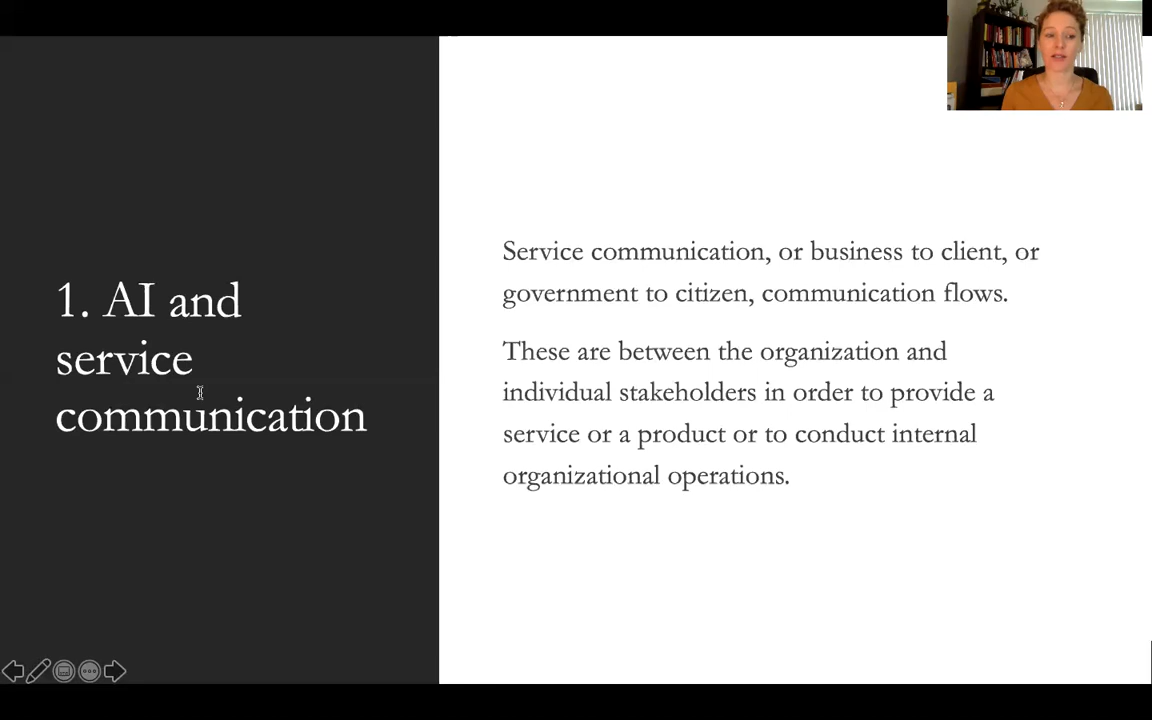 1. AI and
service
communication
Service communication, or business to client, or
government to citizen, communication flows.
These are between the organization and
individual stakeholders in order to provide a
service or a product or to conduct internal
organizational operations.